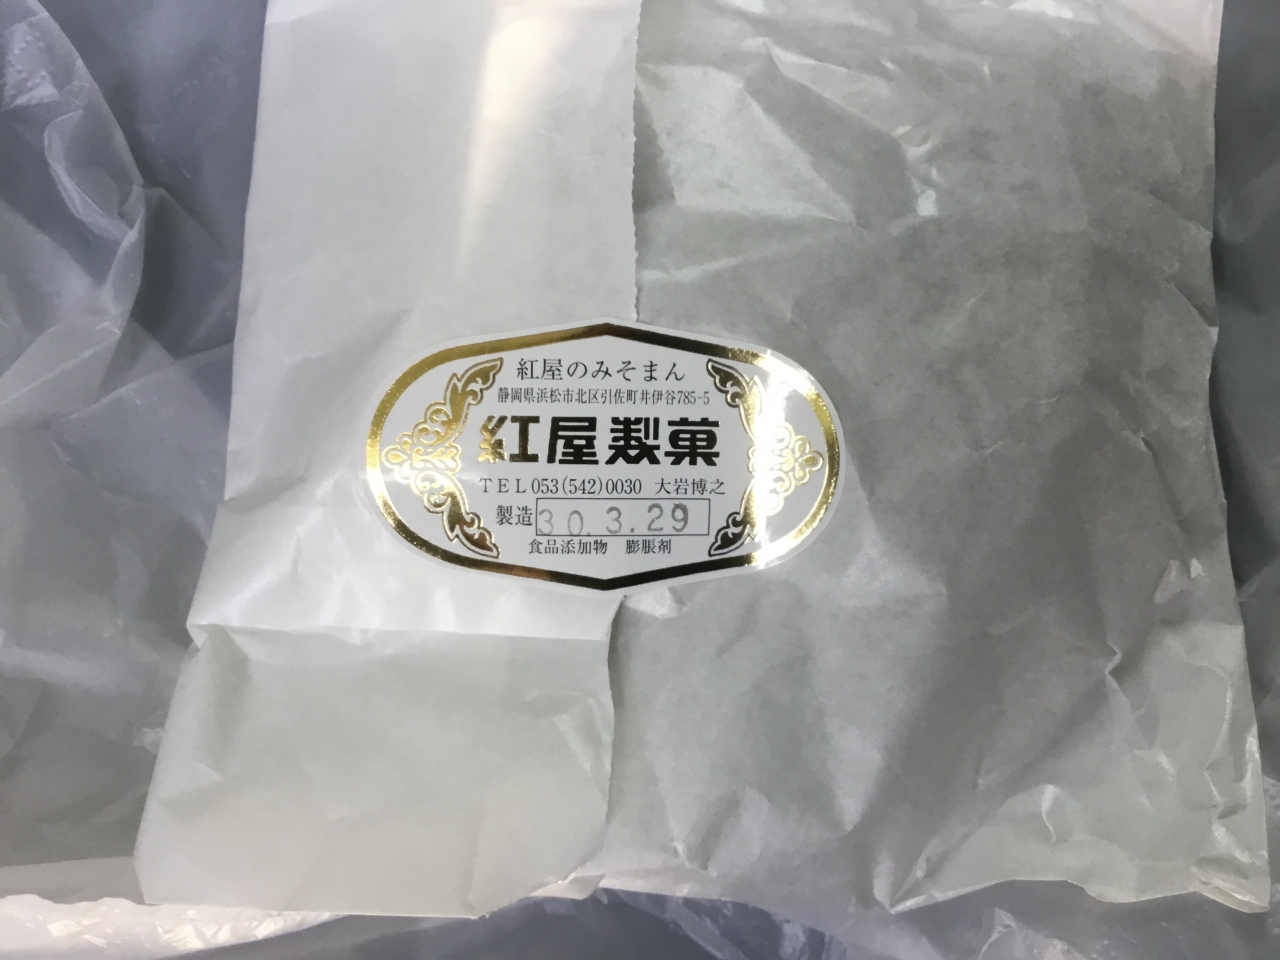 紅屋のみそまん
静岡県浜松市北区引佐町井伊谷785-5
紅屋製菓
TEL053(542)0030 大岩博之
製造 30.3.29
食品添加物 膨脹剤